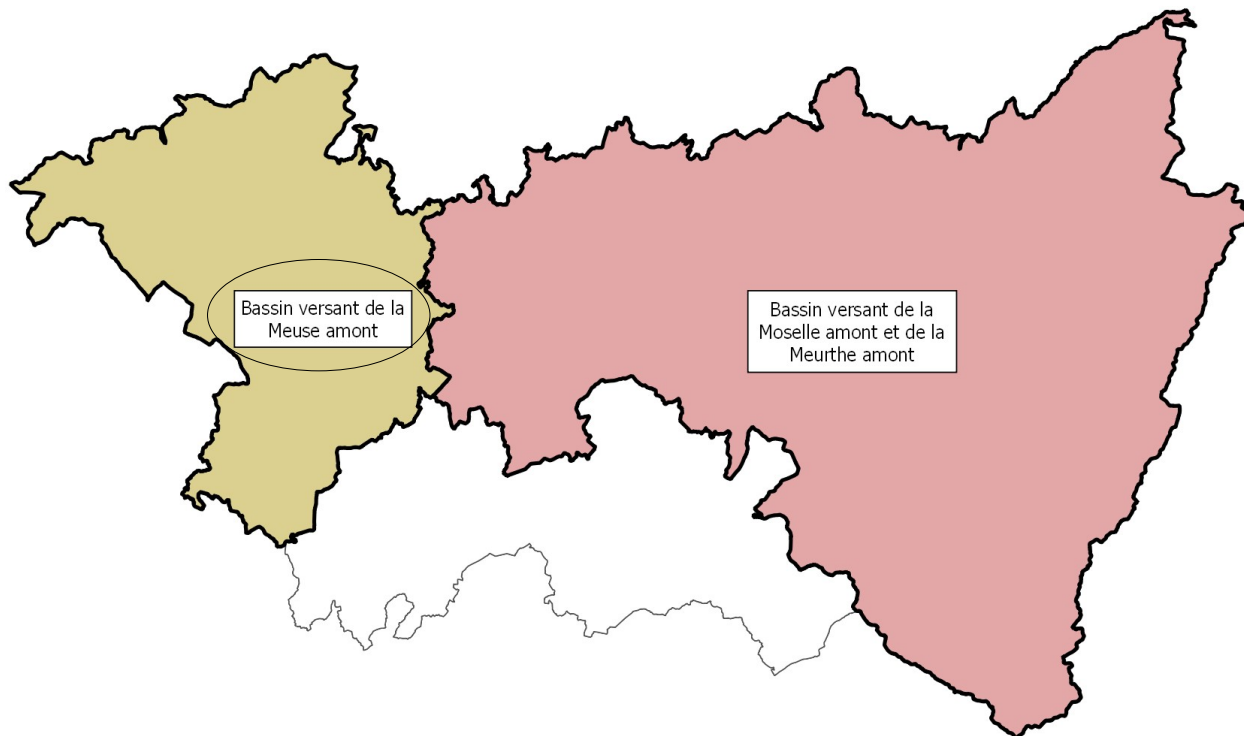 Bassin versant de la
Meuse amont
Bassin versant de la
Moselle amont et de la
Meurthe amont